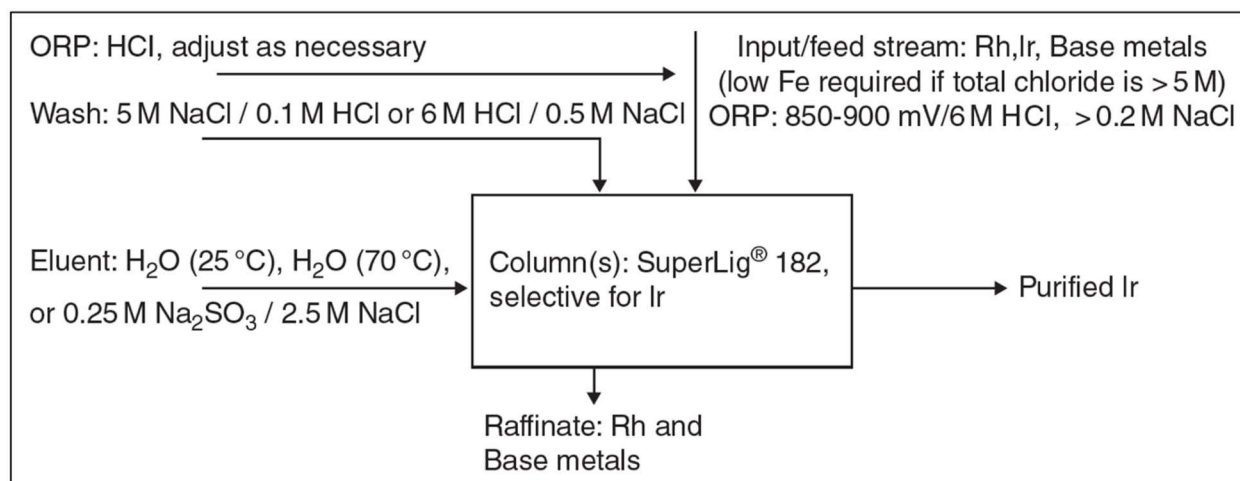 ORP: HCl, adjust as necessary
Wash: 5 M NaCl / 0.1 M HCl or 6 M HCl / 0.5 M NaCl
Input/feed stream: Rh,Ir, Base metals
(low Fe required if total chloride is > 5 M)
ORP: 850-900 mV/6 M HCl, > 0.2 M NaCl
Eluent: H₂O (25 °C), H₂O (70 °C),
or 0.25 M Na₂SO₃ / 2.5 M NaCl
Column(s): SuperLig® 182,
selective for Ir
Purified Ir
Raffinate: Rh and
Base metals